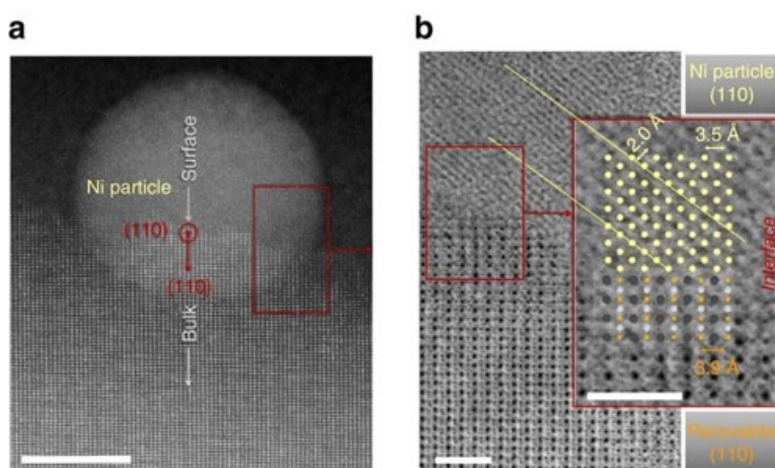 a
Surface
Ni particle
(110)
(110)
Bulk
b
Ni particle
(110)
2.0 Å
3.5 Å
Interface
3.9 Å
Perovskite
(110)